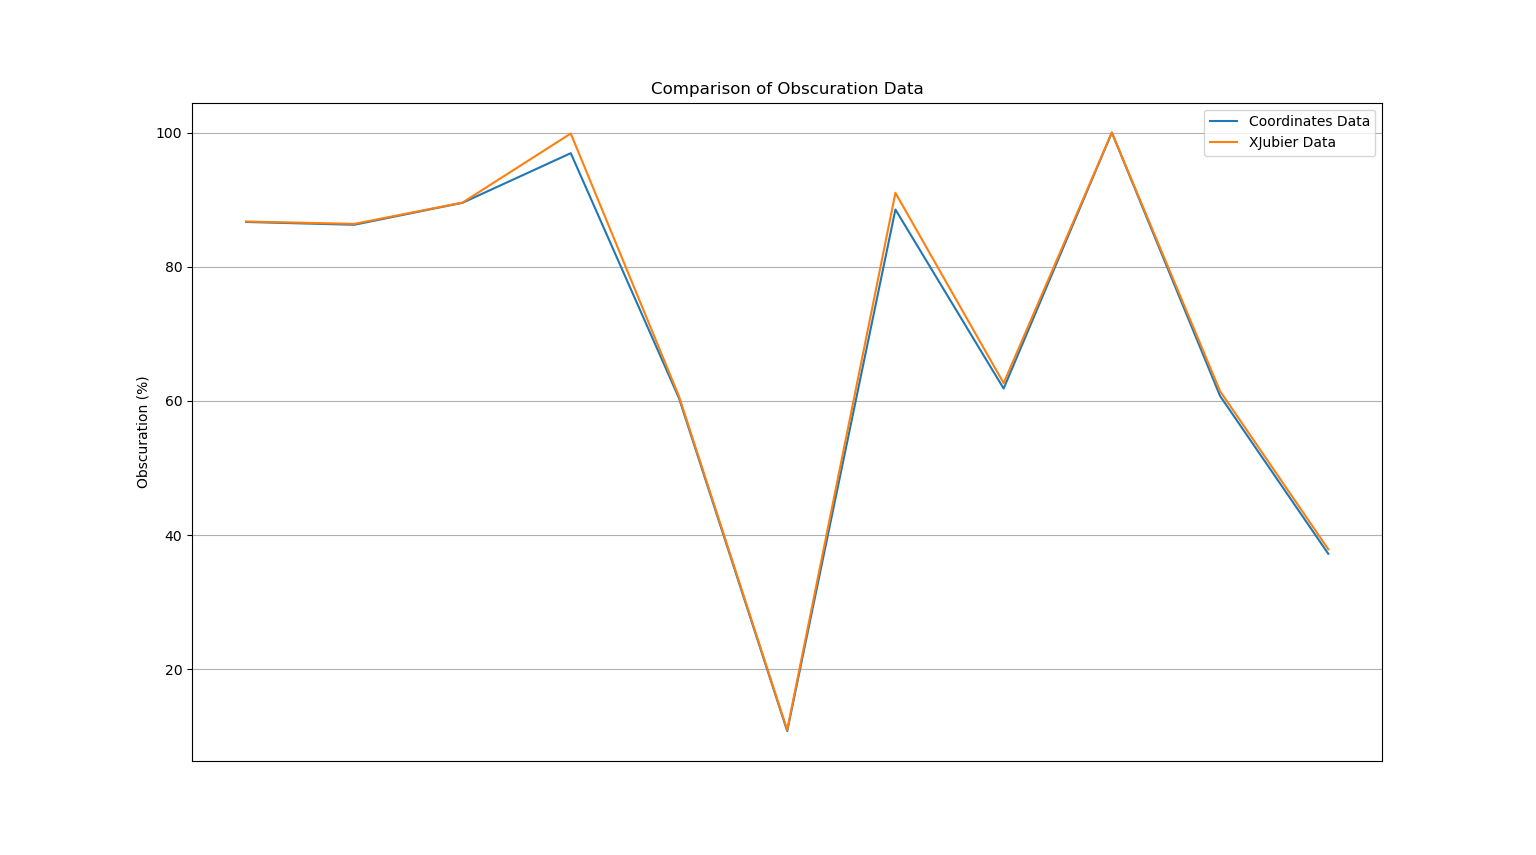 Comparison of Obscuration Data
Coordinates Data
XJubier Data
100
80
60
40
20
Obscuration (%)